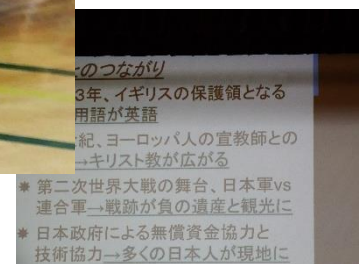 のつながり
3年、イギリスの保護領となる
用語が英語
紀、ヨーロッパ人の宣教師との
→キリスト教が広がる
＊第二次世界大戦の舞台、日本軍vs
連合軍→戦跡が負の遺産と観光に
＊日本政府による無償資金協力と
技術協力→多くの日本人が現地に